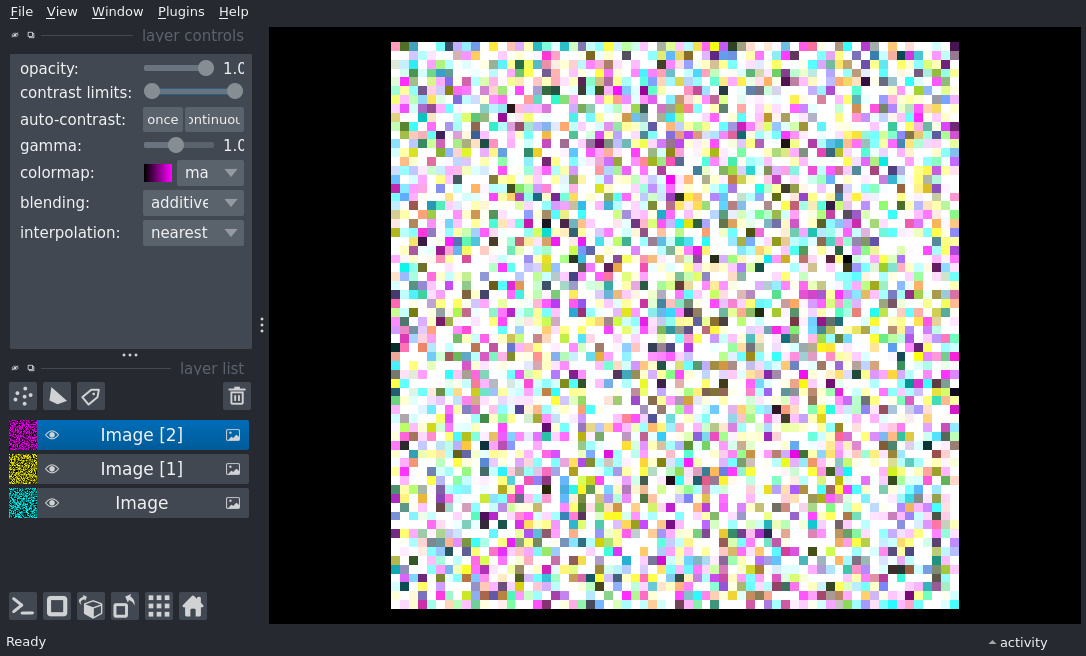 File View Window Plugins Help
layer controls
opacity: 1.0
contrast limits:
auto-contrast: once ontinuou
gamma: 1.0
colormap: ma
blending: additive
interpolation: nearest
layer list
Image [2]
Image [1]
Image
Ready
activity